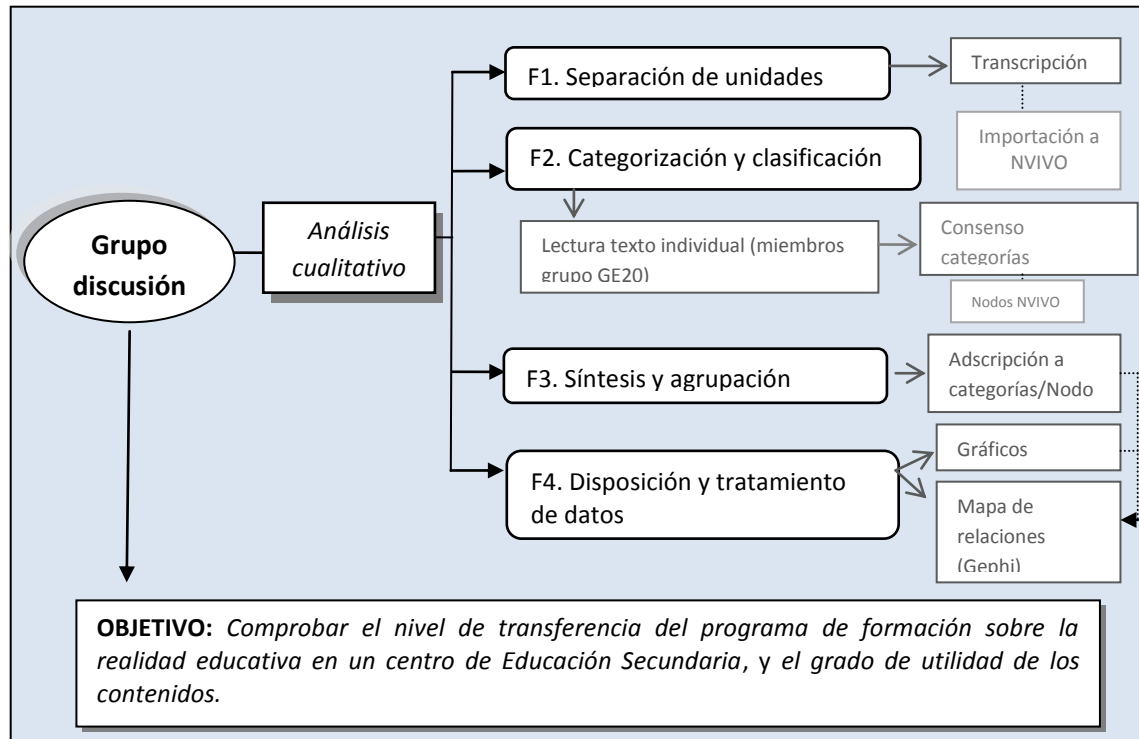 Grupo
discusión
Análisis
cualitativo
F1. Separación de unidades
Transcripción
Importación a
NVIVO
F2. Categorización y clasificación
Lectura texto individual (miembros
grupo GE20)
Consenso
categorías
Nodos NVIVO
F3. Síntesis y agrupación
Adscripción a
categorías/Nodo
F4. Disposición y tratamiento
de datos
Gráficos
Mapa de
relaciones
(Gephi)
OBJETIVO: Comprobar el nivel de transferencia del programa de formación sobre la
realidad educativa en un centro de Educación Secundaria, y el grado de utilidad de los
contenidos.